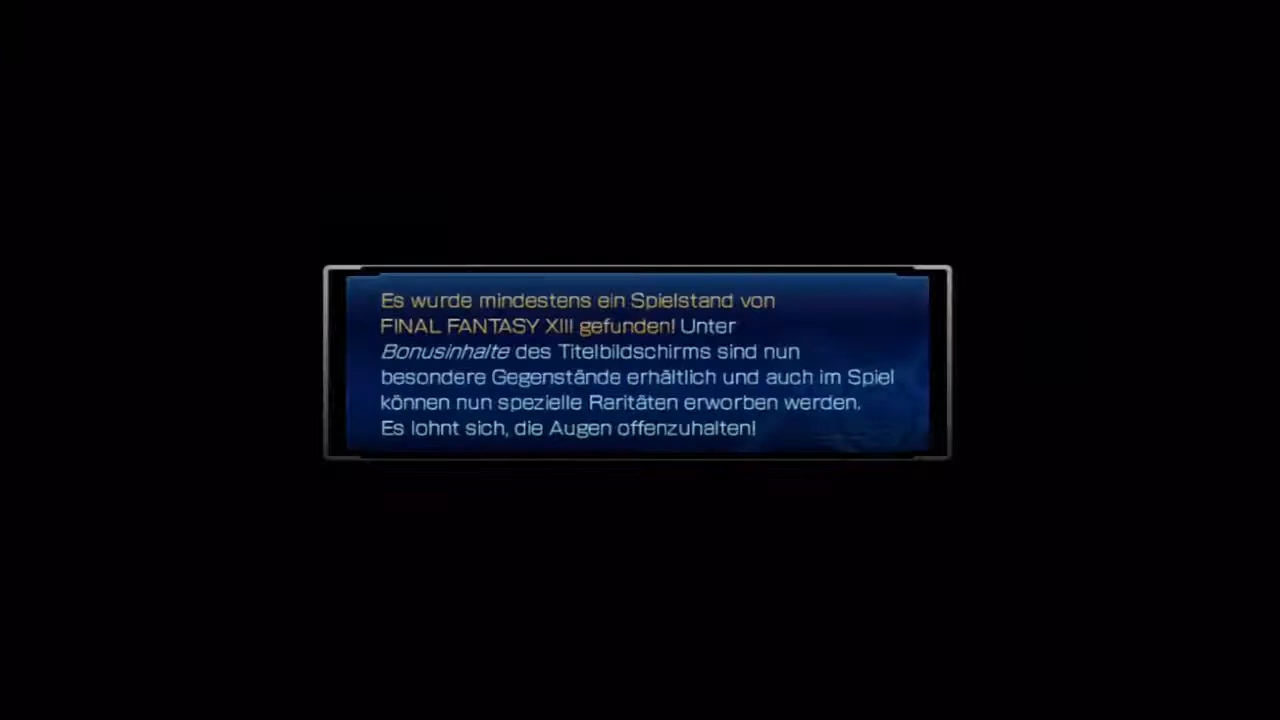 Es wurde mindestens ein Spielstand von
FINAL FANTASY XIII gefunden! Unter
Bonusinhalte des Titelbildschirms sind nun
besondere Gegenstände erhältlich und auch im Spiel
können nun spezielle Raritäten erworben werden.
Es lohnt sich, die Augen offenzuhalten!